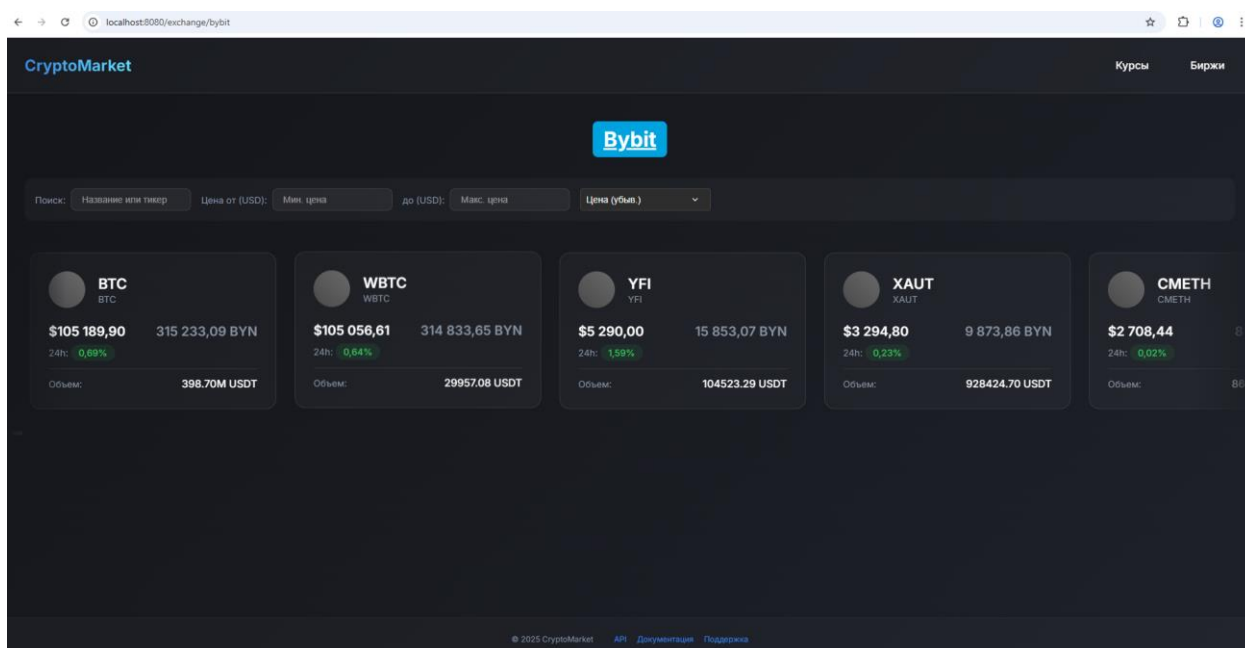 localhost:8080/exchange/bybit
CryptoMarket Курсы Биржи
Bybit
Поиск: Название или тикер Цена от (USD): Мин. цена до (USD): Макс. цена Цена (убыв.)
BTC WBTC YFI XAUT CMETH
BTC WBTC YFI XAUT CMETH
$105 189,90 315 233,09 BYN $105 056,61 314 833,65 BYN $5 290,00 15 853,07 BYN $3 294,80 9 873,86 BYN $2 708,44 8
24h: 0,69% 24h: 0,64% 24h: 1,59% 24h: 0,23% 24h: 0,02%
Объем: 398.70M USDT Объем: 29957.08 USDT Объем: 104523.29 USDT Объем: 928424.70 USDT Объем: 86
© 2025 CryptoMarket API Документация Поддержка